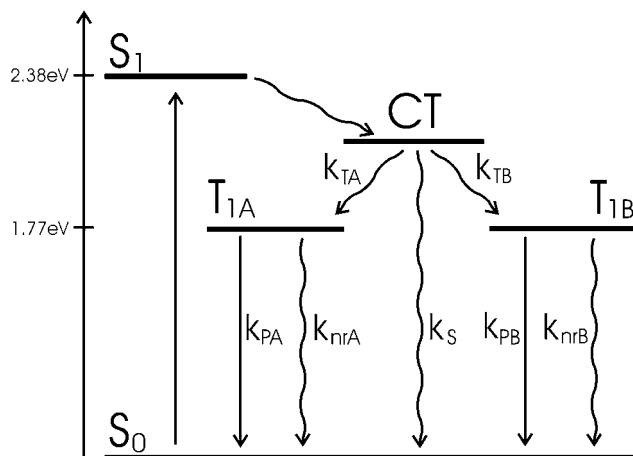 S1
2.38eV
CT
kTA
kTB
T1A
T1B
1.77eV
kPA
knrA
kS
kPB
knrB
S0